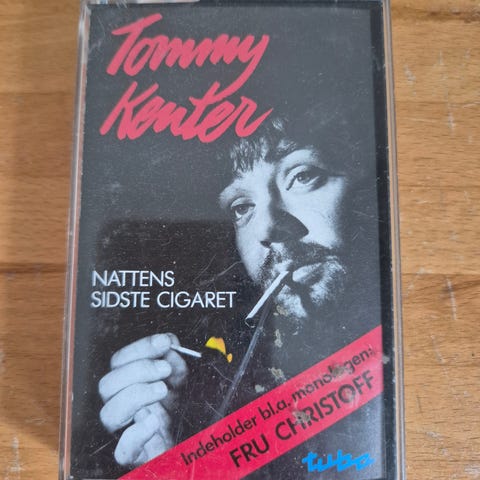 Tommy
Kenter
NATTENS
SIDSTE CIGARET
Indeholder bl.a. monologen:
FRU CHRISTOFF
tuba